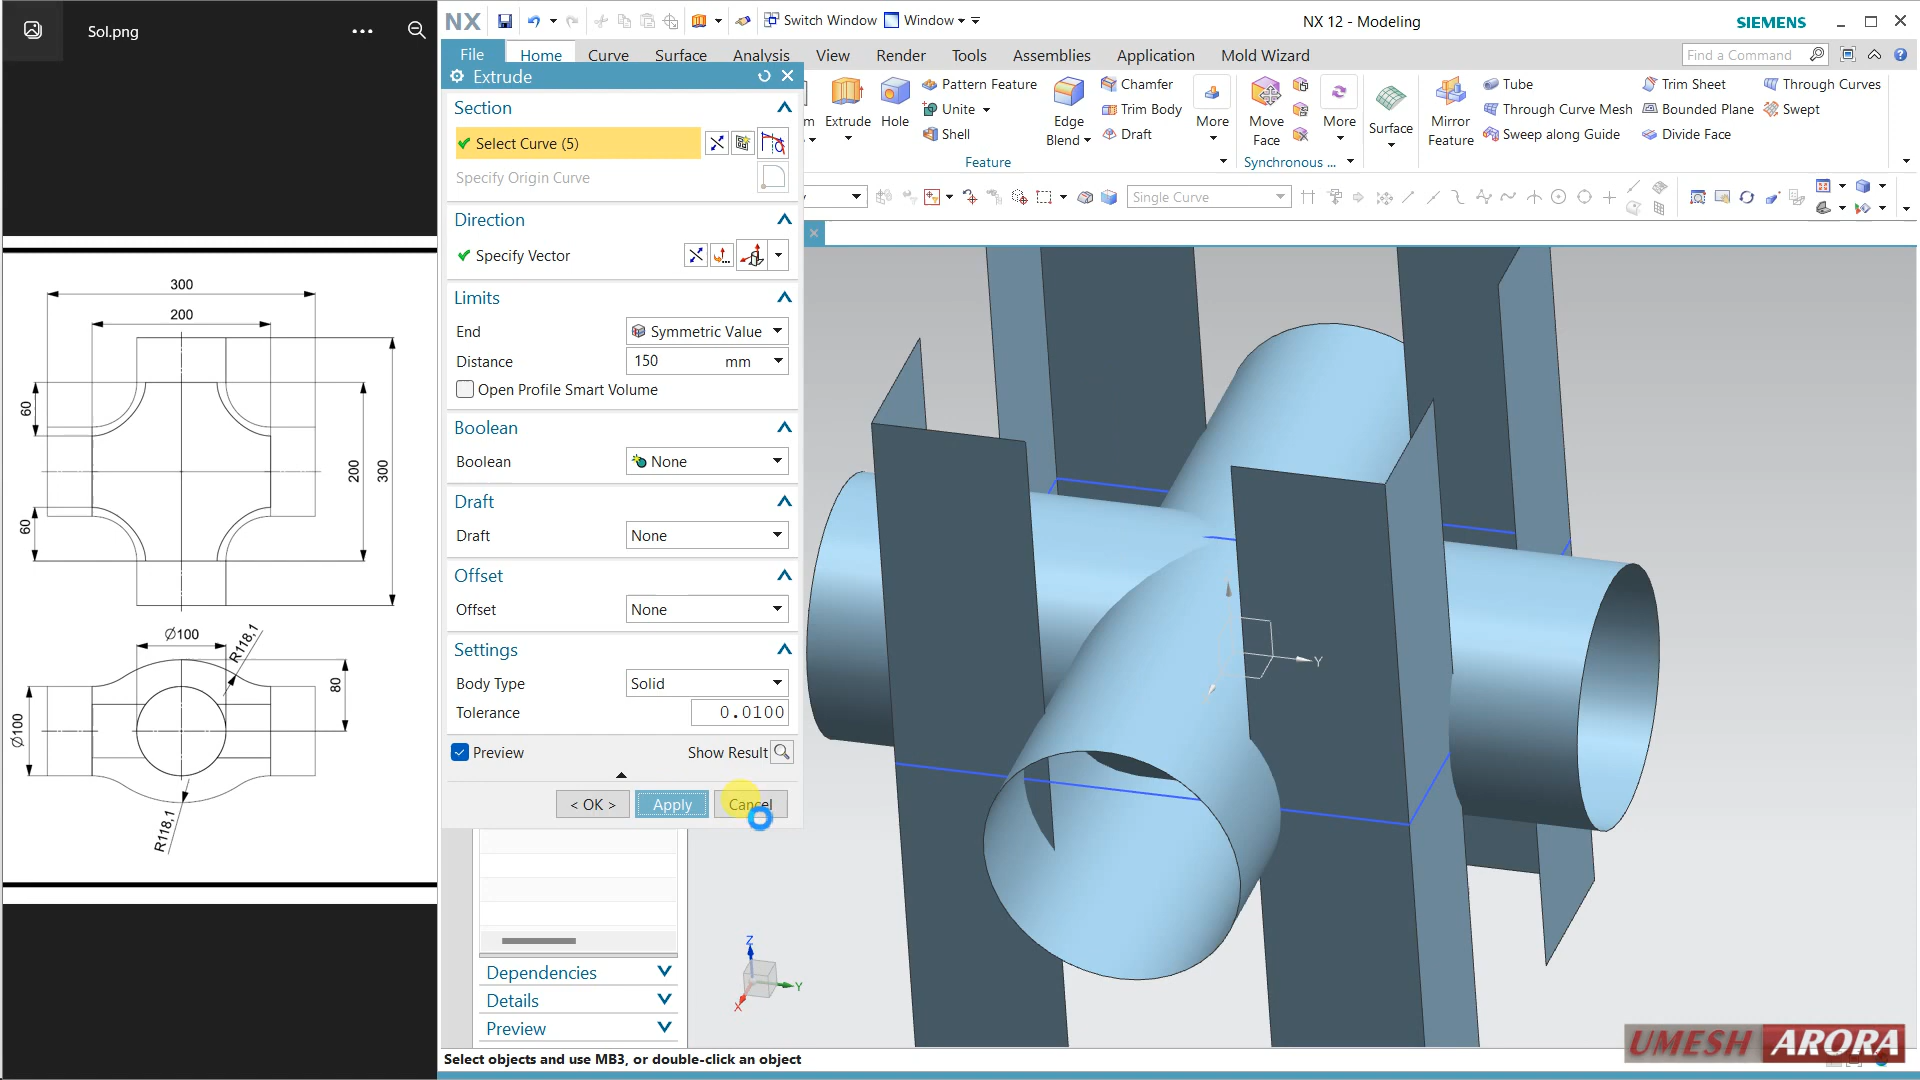 Sol.png
300
200
60
60
200
300
Ø100
R118,1
80
Ø100
R118,1
NX
Switch Window
Window
NX 12 - Modeling
SIEMENS
File
Home
Curve
Surface
Analysis
View
Render
Tools
Assemblies
Application
Mold Wizard
Find a Command
Extrude
Section
Select Curve (5)
Specify Origin Curve
Direction
Specify Vector
Limits
End
Symmetric Value
Distance
150 mm
Open Profile Smart Volume
Boolean
Boolean
None
Draft
Draft
None
Offset
Offset
None
Settings
Body Type
Solid
Tolerance
0.0100
Preview
Show Result
< OK >
Apply
Cancel
Dependencies
Details
Preview
Extrude
Hole
Pattern Feature
Unite
Shell
Edge
Blend
Chamfer
Trim Body
Draft
More
Feature
Move
Face
More
Synchronous ...
Surface
Mirror
Feature
Tube
Through Curve Mesh
Sweep along Guide
Trim Sheet
Bounded Plane
Divide Face
Through Curves
Swept
Single Curve
Y
Z
Y
X
Select objects and use MB3, or double-click an object
UMESH ARORA